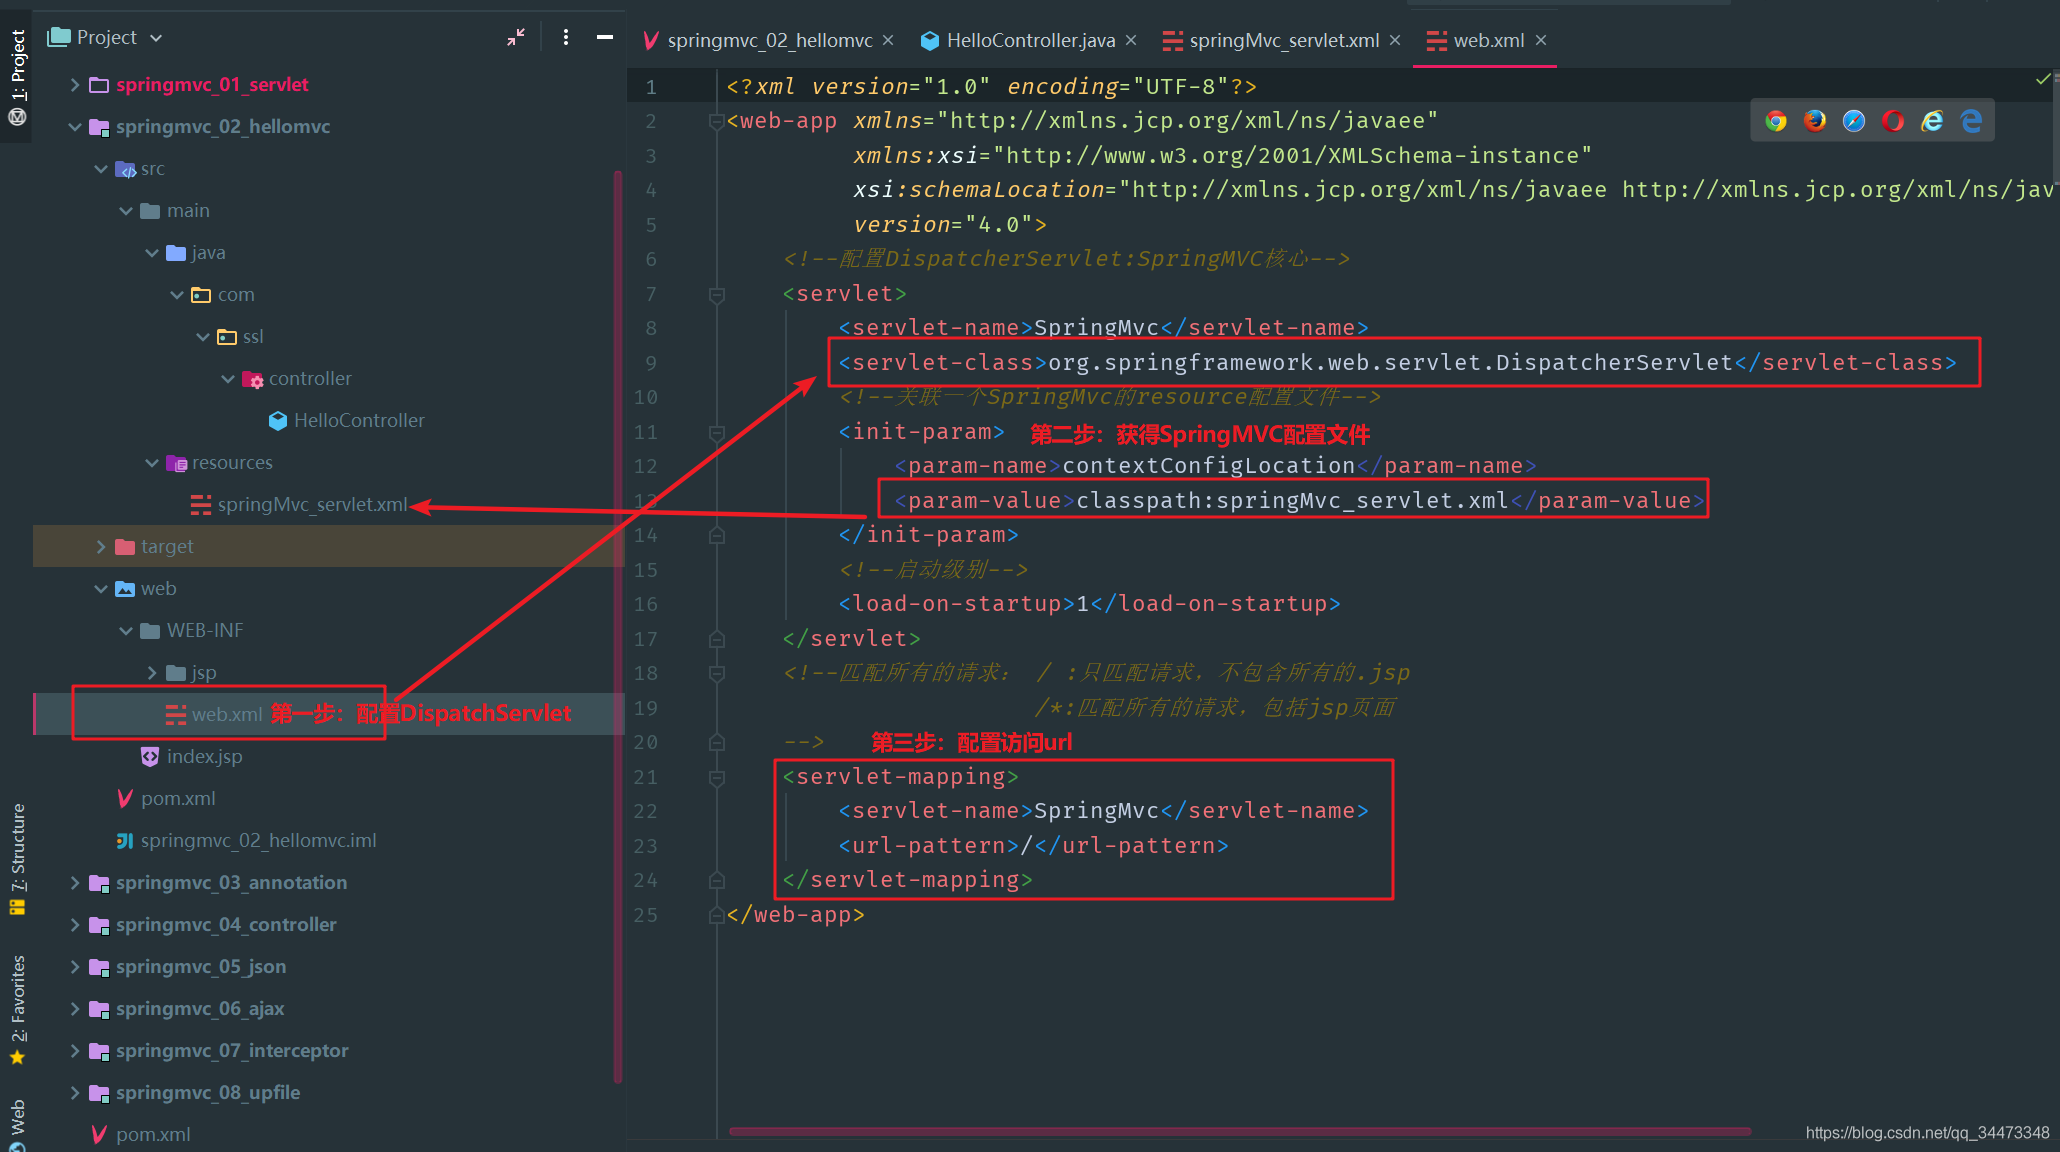 Project
springmvc_02_hellomvc
HelloController.java
springMvc_servlet.xml
web.xml
1: Project
springmvc_01_servlet
springmvc_02_hellomvc
src
main
java
com
ssl
controller
HelloController
resources
springMvc_servlet.xml
target
web
WEB-INF
jsp
web.xml
第一步：配置DispatchServlet
index.jsp
pom.xml
springmvc_02_hellomvc.iml
springmvc_03_annotation
springmvc_04_controller
springmvc_05_json
springmvc_06_ajax
springmvc_07_interceptor
springmvc_08_upfile
pom.xml
7: Structure
2: Favorites
Web
1 <?xml version="1.0" encoding="UTF-8"?>
2 <web-app xmlns="http://xmlns.jcp.org/xml/ns/javaee"
3 xmlns:xsi="http://www.w3.org/2001/XMLSchema-instance"
4 xsi:schemaLocation="http://xmlns.jcp.org/xml/ns/javaee http://xmlns.jcp.org/xml/ns/jav
5 version="4.0">
6 <!--配置DispatcherServlet:SpringMVC核心-->
7 <servlet>
8 <servlet-name>SpringMvc</servlet-name>
9 <servlet-class>org.springframework.web.servlet.DispatcherServlet</servlet-class>
10 <!--关联一个SpringMvc的resource配置文件-->
11 <init-param> 第二步：获得SpringMVC配置文件
12 <param-name>contextConfigLocation</param-name>
13 <param-value>classpath:springMvc_servlet.xml</param-value>
14 </init-param>
15 <!--启动级别-->
16 <load-on-startup>1</load-on-startup>
17 </servlet>
18 <!--匹配所有的请求： / :只匹配请求，不包含所有的.jsp
19 /*:匹配所有的请求，包括jsp页面
20 --> 第三步：配置访问url
21 <servlet-mapping>
22 <servlet-name>SpringMvc</servlet-name>
23 <url-pattern>/</url-pattern>
24 </servlet-mapping>
25 </web-app>
https://blog.csdn.net/qq_34473348